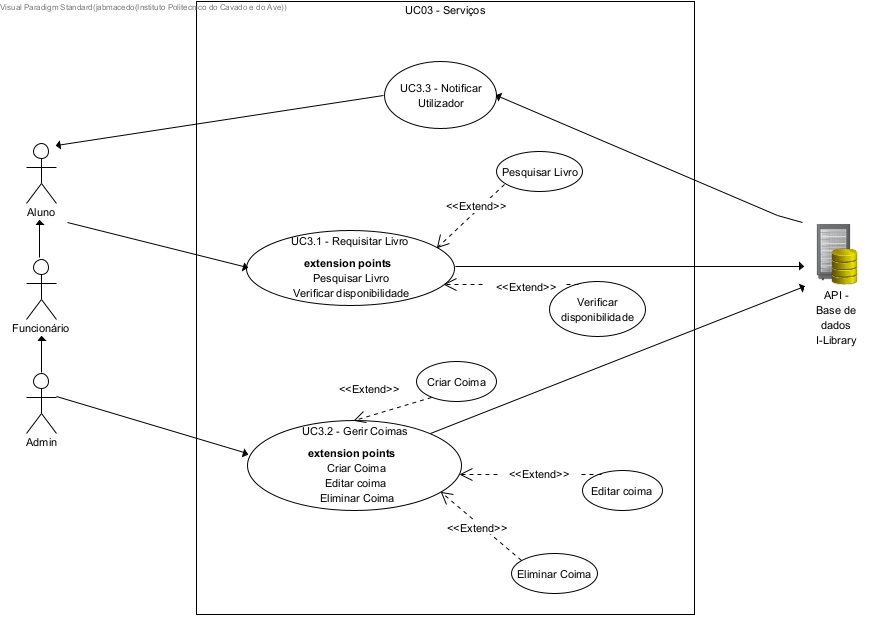 Visual Paradigm Standard(jabmacedo(Instituto Politecnico do Cavado e do Ave))
UC03 - Serviços
UC3.3 - Notificar
Utilizador
Pesquisar Livro
<<Extend>>
Aluno
UC3.1 - Requisitar Livro
extension points
Pesquisar Livro
Verificar disponibilidade
<<Extend>>
Verificar
disponibilidade
API -
Base de
dados
I-Library
Funcionário
Criar Coima
<<Extend>>
Admin
UC3.2 - Gerir Coimas
extension points
Criar Coima
Editar coima
Eliminar Coima
<<Extend>>
Editar coima
<<Extend>>
Eliminar Coima